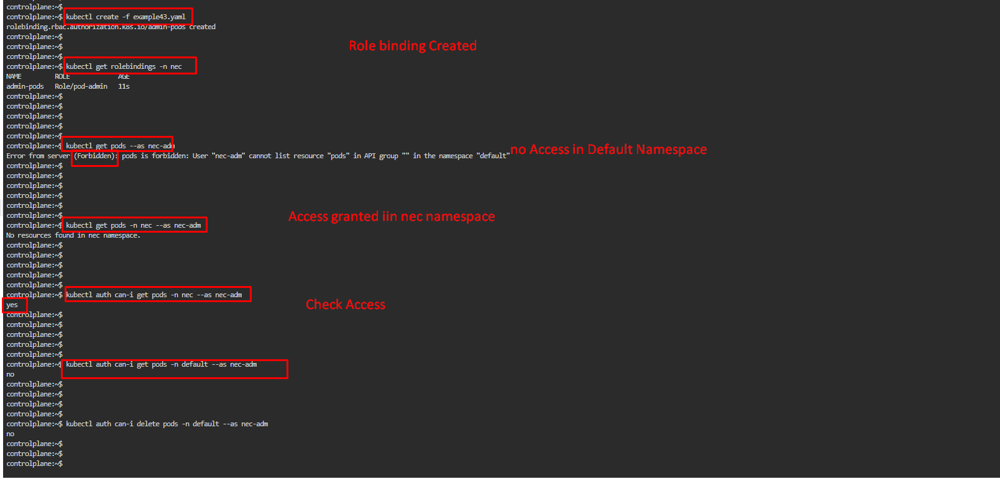 controlplane:~$
controlplane:~$ kubectl create -f example43.yaml
rolebinding.rbac.authorization.k8s.io/admin-pods created
controlplane:~$
Role binding Created
controlplane:~$
controlplane:~$
controlplane:~$ kubectl get rolebindings -n nec
NAME ROLE AGE
admin-pods Role/pod-admin 11s
controlplane:~$
controlplane:~$
controlplane:~$
controlplane:~$
controlplane:~$
controlplane:~$ kubectl get pods --as nec-adm
no Access in Default Namespace
Error from server (Forbidden): pods is forbidden: User "nec-adm" cannot list resource "pods" in API group "" in the namespace "default"
controlplane:~$
controlplane:~$
controlplane:~$
controlplane:~$
controlplane:~$
controlplane:~$
Access granted iin nec namespace
controlplane:~$ kubectl get pods -n nec --as nec-adm
No resources found in nec namespace.
controlplane:~$
controlplane:~$
controlplane:~$
controlplane:~$
controlplane:~$
controlplane:~$ kubectl auth can-i get pods -n nec --as nec-adm
yes
Check Access
controlplane:~$
controlplane:~$
controlplane:~$
controlplane:~$
controlplane:~$
controlplane:~$ kubectl auth can-i get pods -n default --as nec-adm
no
controlplane:~$
controlplane:~$
controlplane:~$
controlplane:~$
controlplane:~$ kubectl auth can-i delete pods -n default --as nec-adm
no
controlplane:~$
controlplane:~$
controlplane:~$